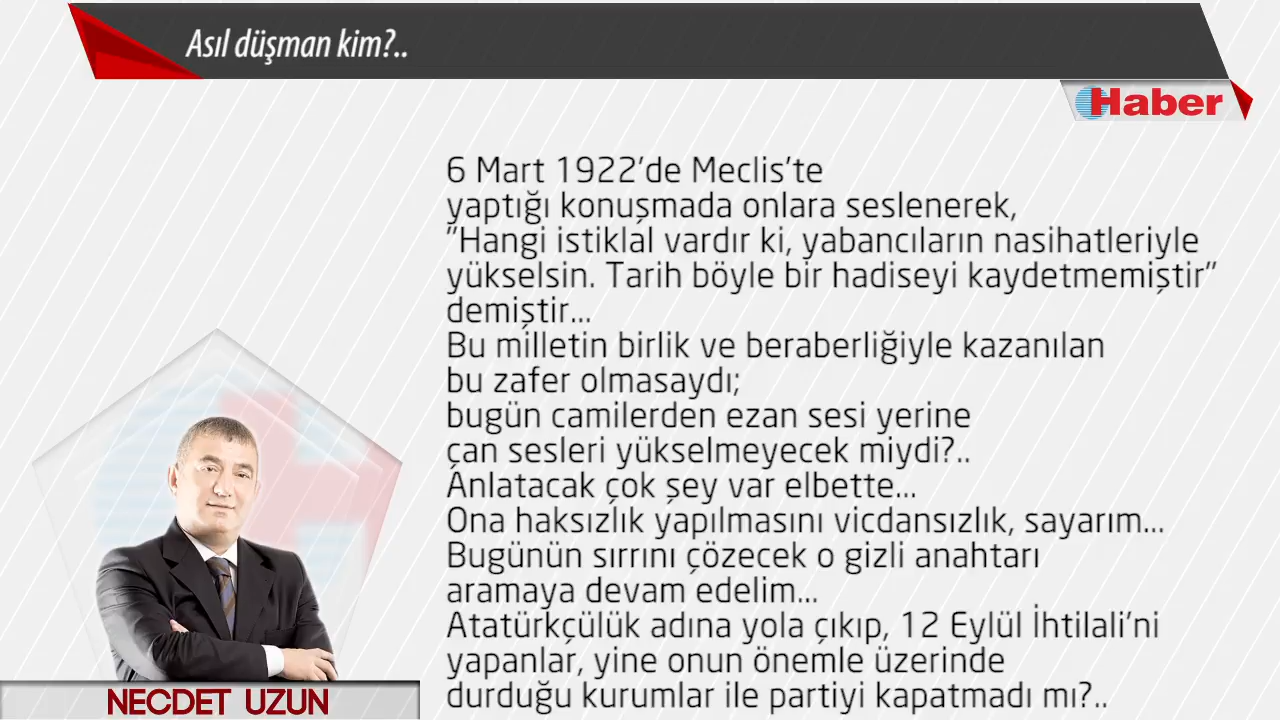 Asıl düşman kim?..
Haber
6 Mart 1922'de Meclis'te
yaptığı konuşmada onlara seslenerek,
"Hangi istiklal vardır ki, yabancıların nasihatleriyle
yükselsin. Tarih böyle bir hadiseyi kaydetmemiştir"
demiştir...
Bu milletin birlik ve beraberliğiyle kazanılan
bu zafer olmasaydı;
bugün camilerden ezan sesi yerine
çan sesleri yükselmeyecek miydi?..
Anlatacak çok şey var elbette...
Ona haksızlık yapılmasını vicdansızlık, sayarım...
Bugünün sırrını çözecek o gizli anahtarı
aramaya devam edelim...
Atatürkçülük adına yola çıkıp, 12 Eylül İhtilali'ni
yapanlar, yine onun önemle üzerinde
durduğu kurumlar ile partiyi kapatmadı mı?..
NECDET UZUN